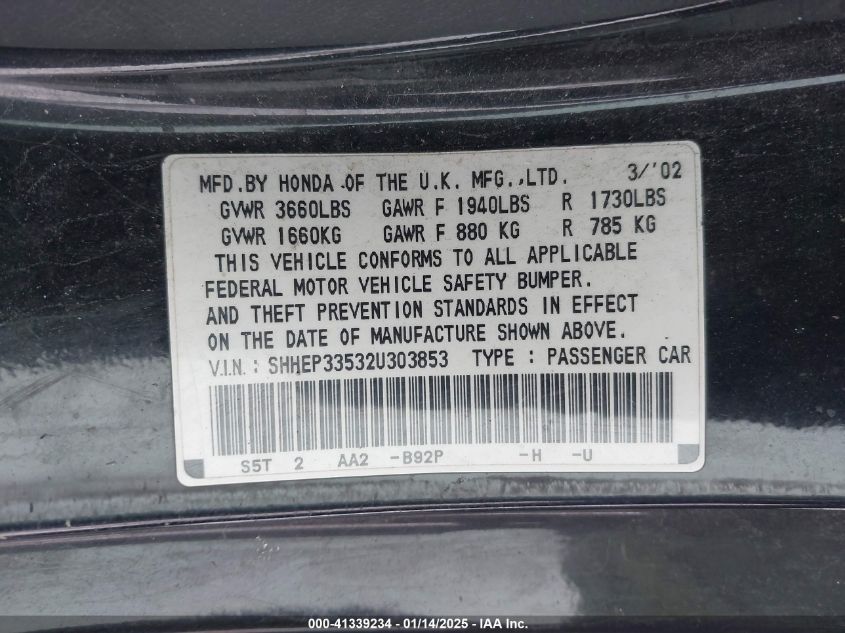 MFD.BY HONDA OF THE U.K. MFG.,LTD. 3/'02
GVWR 3660LBS GAWR F 1940LBS R 1730LBS
GVWR 1660KG GAWR F 880 KG R 785 KG
THIS VEHICLE CONFORMS TO ALL APPLICABLE
FEDERAL MOTOR VEHICLE SAFETY BUMPER.
AND THEFT PREVENTION STANDARDS IN EFFECT
ON THE DATE OF MANUFACTURE SHOWN ABOVE.
V.I.N. : SHHEP33532U303853 TYPE : PASSENGER CAR
S5T 2 AA2 -B92P -H -U
000-41339234 - 01/14/2025 - IAA Inc.